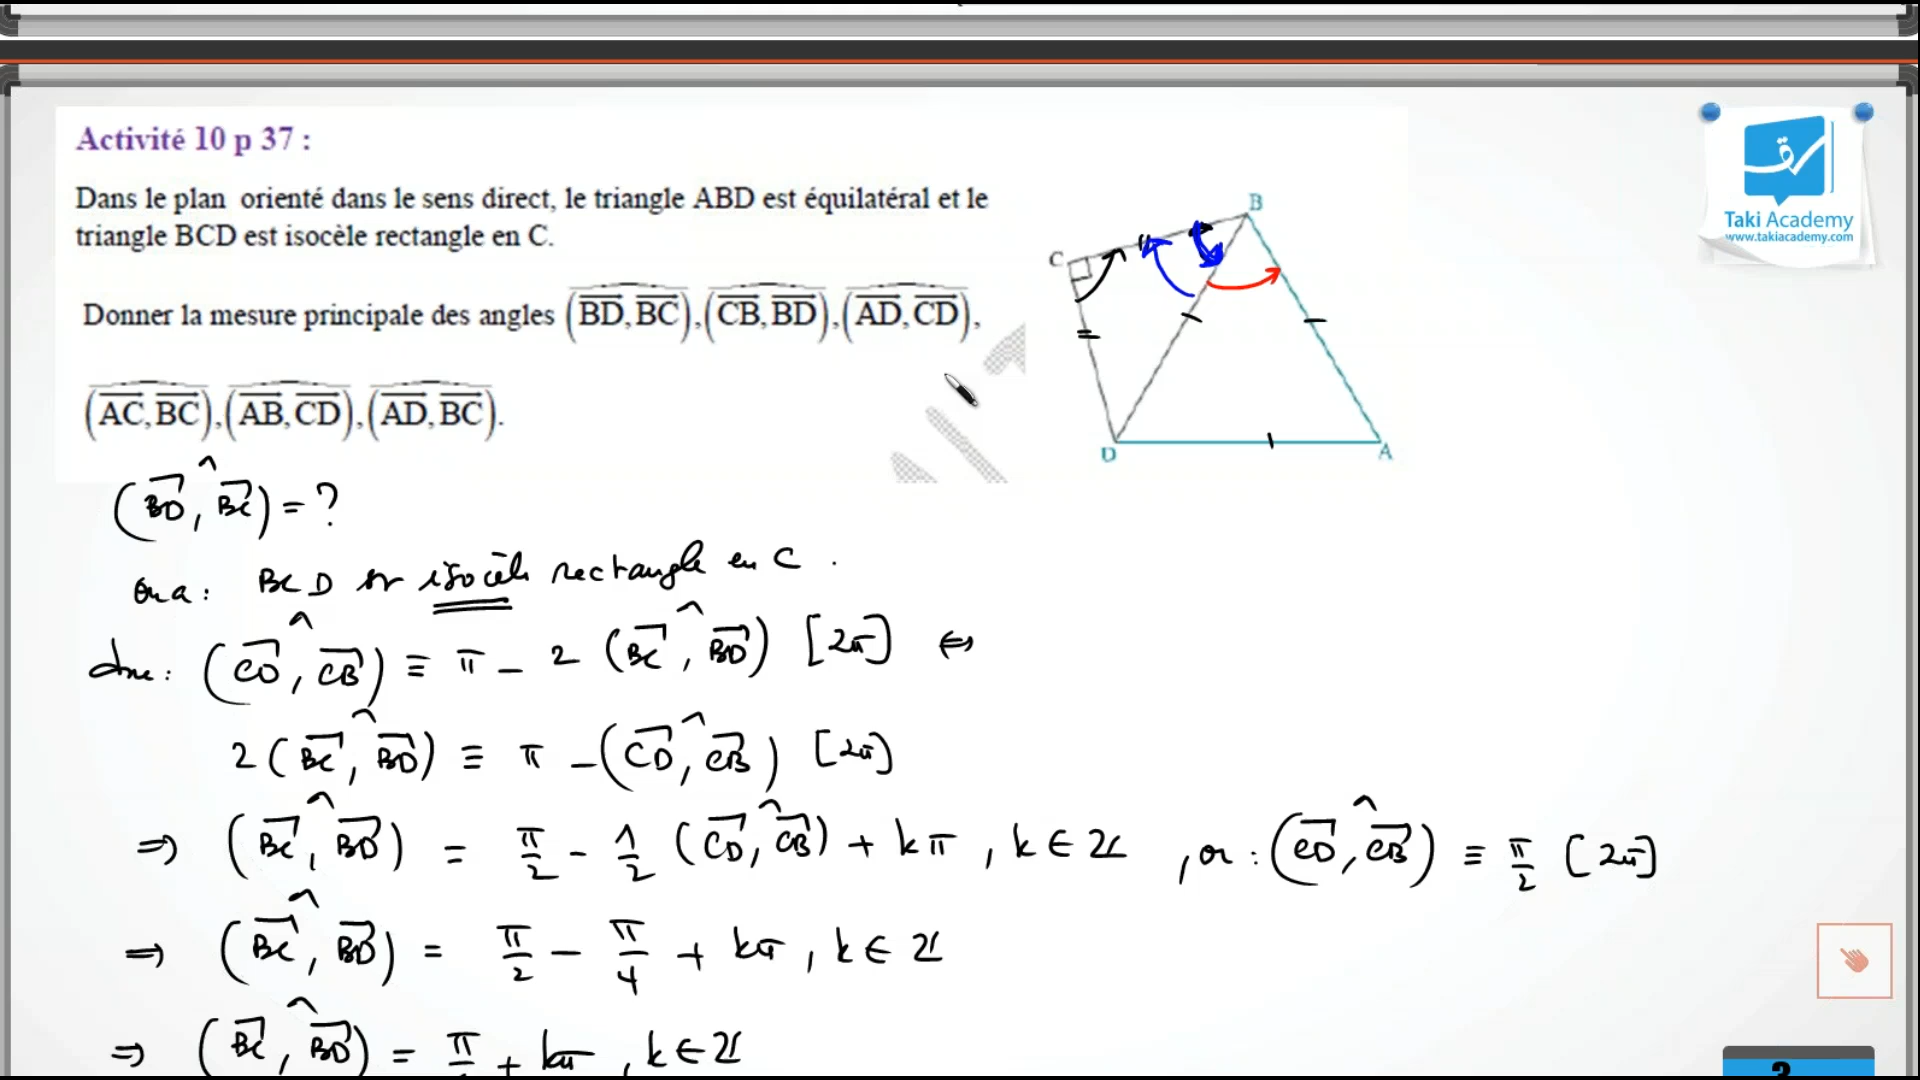 Activité 10 p 37 :
Dans le plan orienté dans le sens direct, le triangle ABD est équilatéral et le
triangle BCD est isocèle rectangle en C.
Donner la mesure principale des angles (BD, BC), (CB, BD), (AD, CD),
(AC, BC), (AB, CD), (AD, BC).
B
C
D
A
Taki Academy
www.takiacademy.com
(BD, BC) = ?
On a : BCD est isocèle rectangle en C.
donc : (CD, CB) ≡ π - 2 (BC, BD) [2π] ⇔
2 (BC, BD) ≡ π - (CD, CB) [2π]
⇒ (BC, BD) = π/2 - 1/2 (CD, CB) + kπ, k ∈ ℤ, or : (CD, CB) ≡ π/2 [2π]
⇒ (BC, BD) = π/2 - π/4 + kπ, k ∈ ℤ
⇒ (BC, BD) = π/4 + kπ, k ∈ ℤ
3